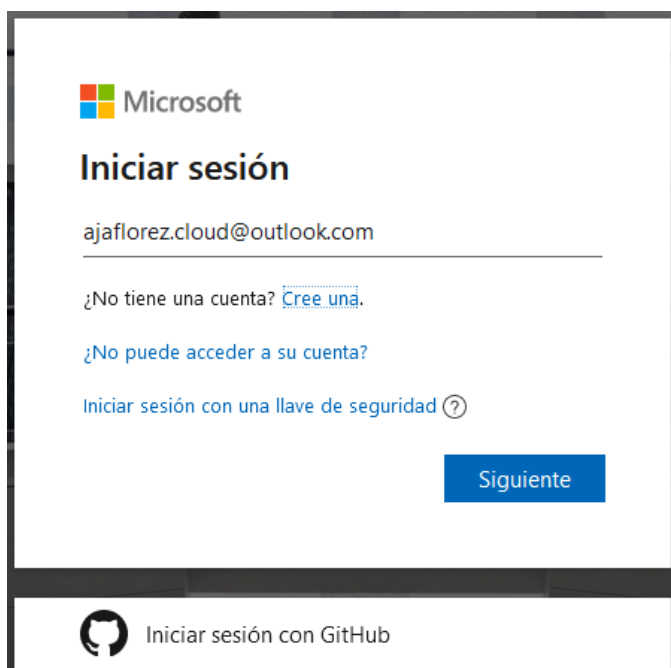 Microsoft
Iniciar sesión
ajaflorez.cloud@outlook.com
¿No tiene una cuenta? Cree una.
¿No puede acceder a su cuenta?
Iniciar sesión con una llave de seguridad ?
Siguiente
Iniciar sesión con GitHub